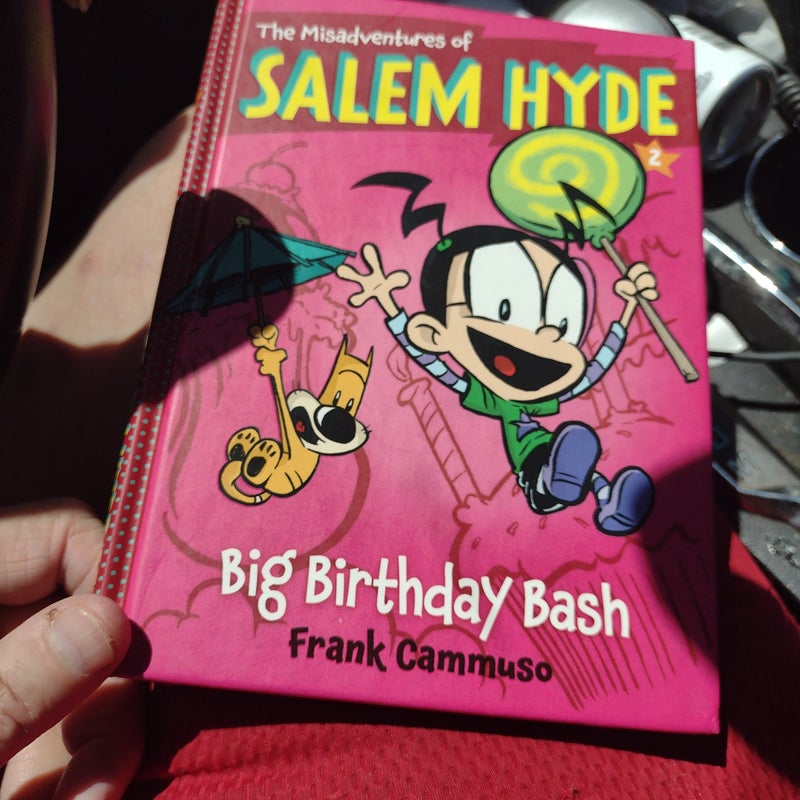 The Misadventures of
SALEM HYDE
2
Big Birthday Bash
Frank Cammuso